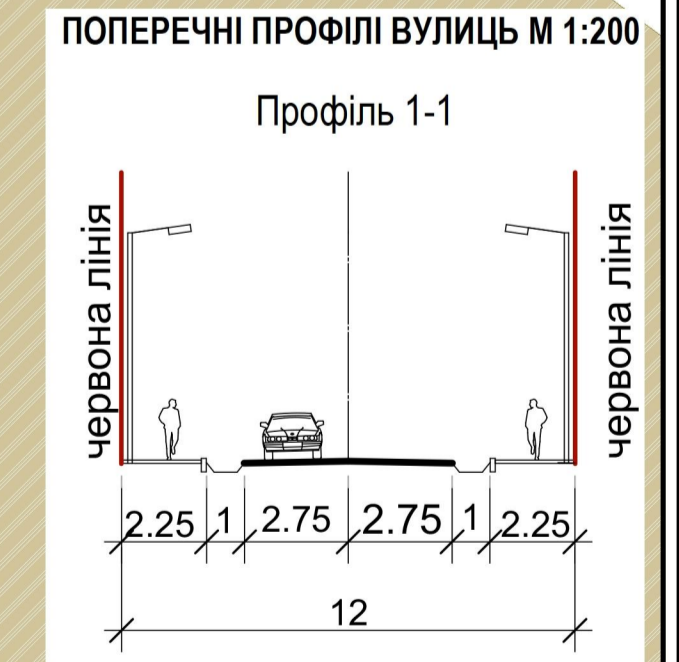 ПОПЕРЕЧНІ ПРОФІЛІ ВУЛИЦЬ М 1:200
Профіль 1-1
червона лінія
червона лінія
2.25 1 2.75 2.75 1 2.25
12